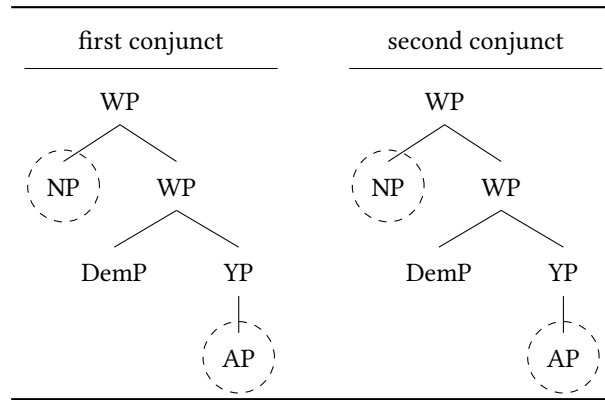 first conjunct second conjunct
WP WP
NP WP NP WP
DemP YP DemP YP
AP AP